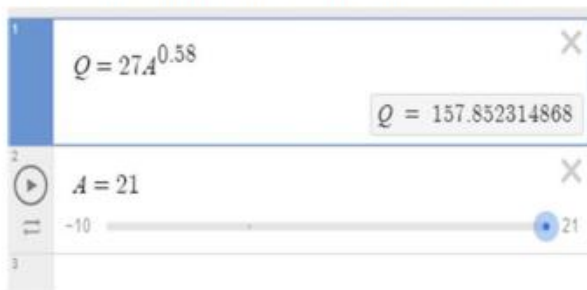 1
Q = 27A^0.58
Q = 157.852314868
2
A = 21
-10 21
3